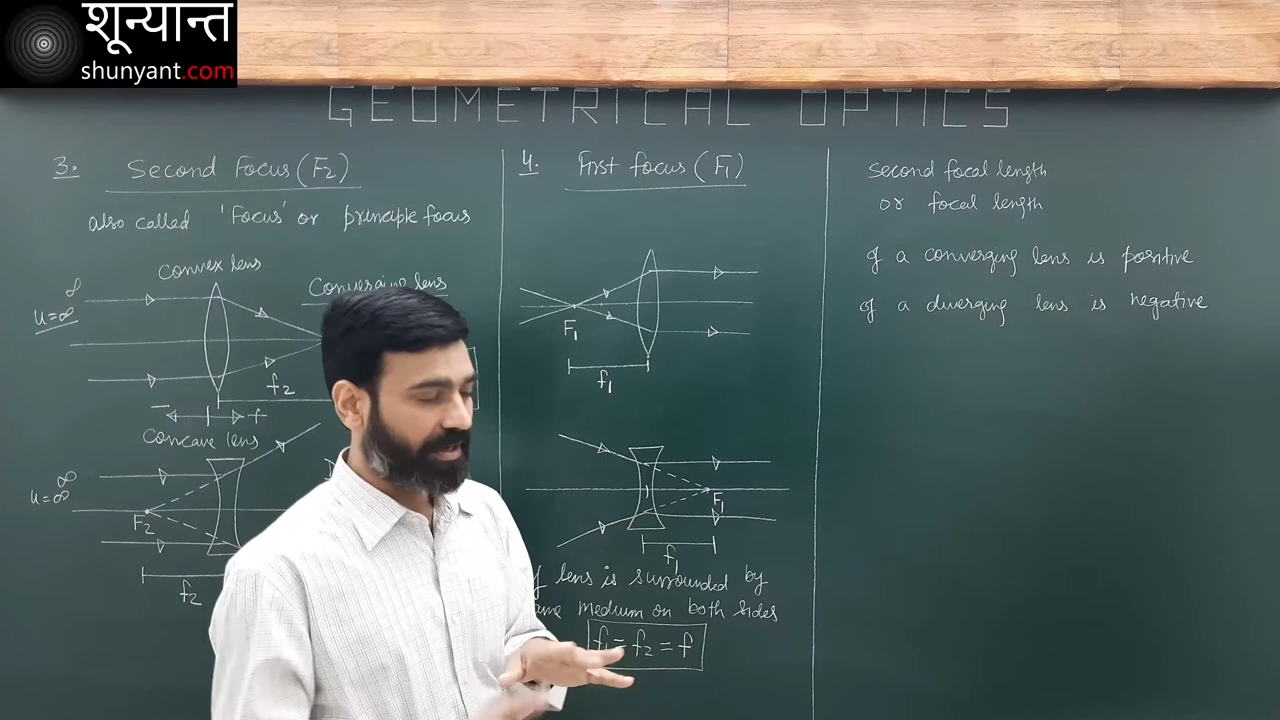 शून्यान्त
shunyant.com
GEOMETRICAL OPTICS
3. Second Focus (F2)
also called 'Focus' or principle focus
Convex lens
Converging lens
∞
u=∞
f2
− +
Concave lens
∞
u=∞
F2
f2
4. First focus (F1)
F1
f1
F1
f1
lens is surrounded by
medium on both sides
f1 = f2 = f
second focal length
or focal length
of a converging lens is positive
of a diverging lens is negative